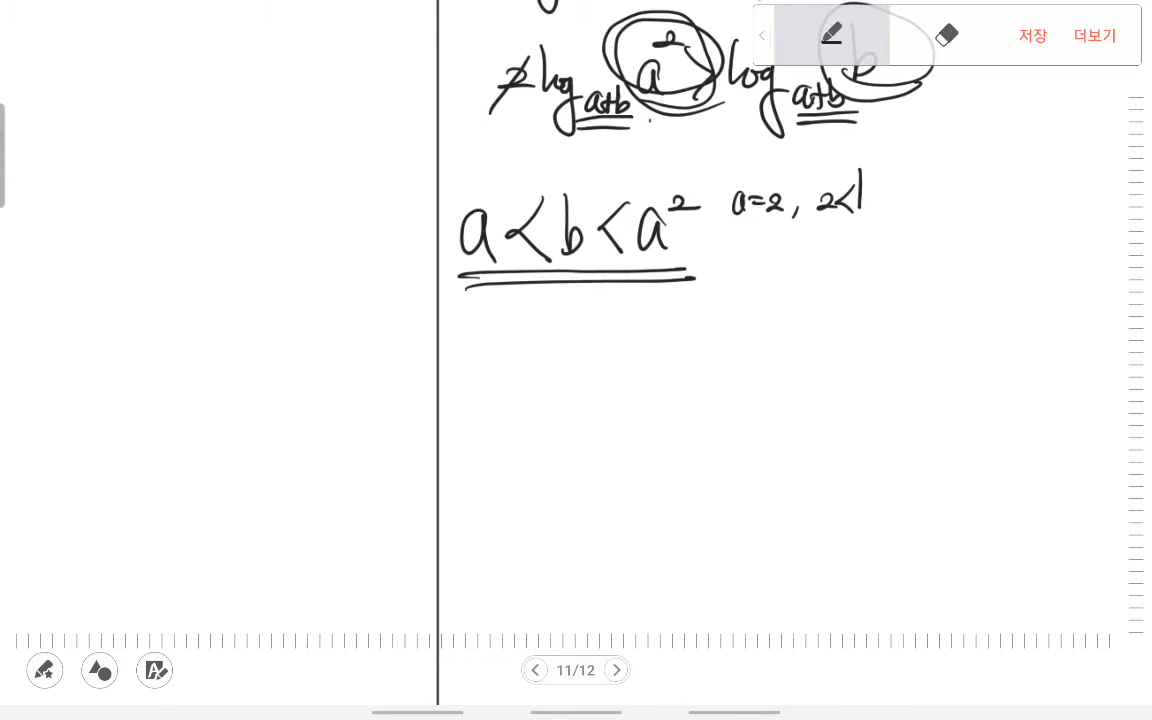 저장 더보기
log_{a+b} a² > log_{a+b} b
a < b < a² a=2, 2<
11/12